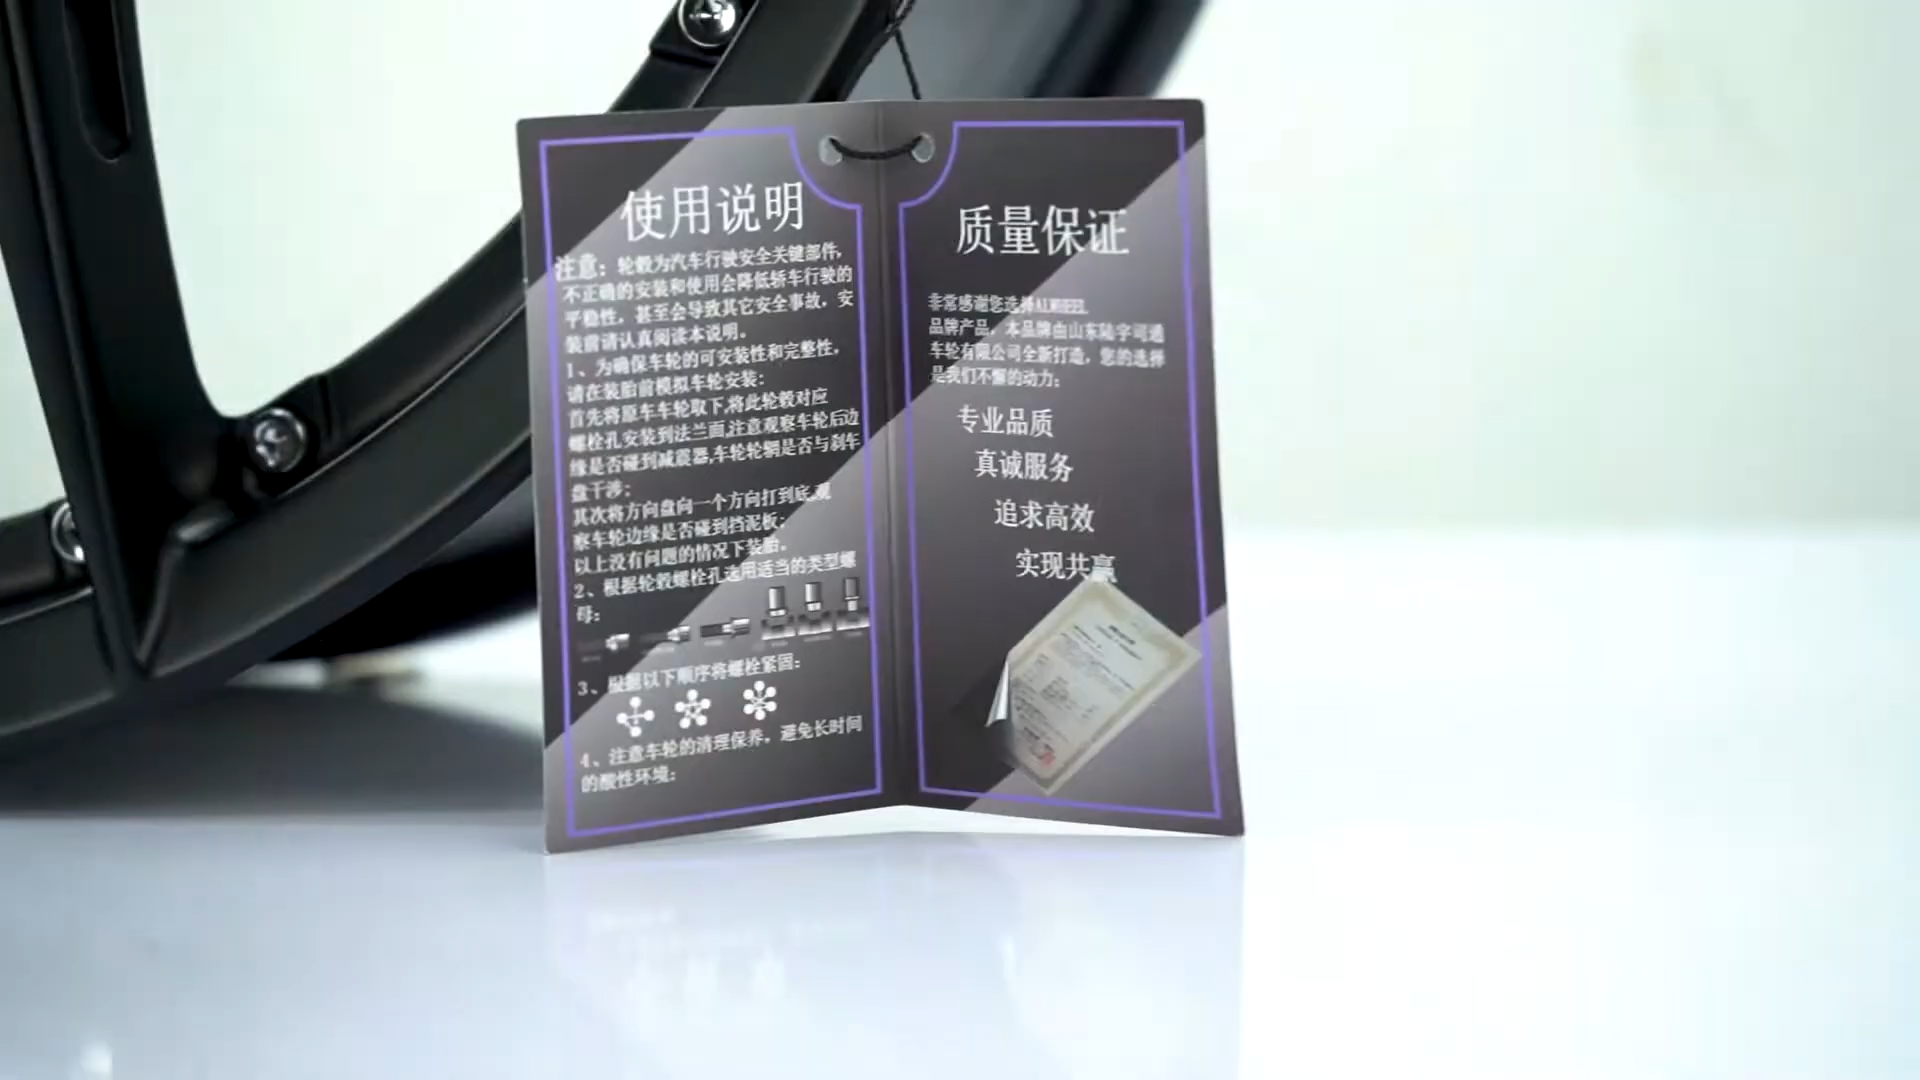 使用说明
注意：轮毂为汽车行驶安全关键部件，
不正确的安装和使用会降低轿车行驶的
平稳性，甚至会导致其它安全事故，安
装前请认真阅读本说明。
1、为确保车轮的可安装性和完整性，
请在装胎前模拟车轮安装：
首先将原车车轮取下,将此轮毂对应
螺栓孔安装到法兰面,注意观察车轮后边
缘是否碰到减震器,车轮轮辋是否与刹车
盘干涉；
其次将方向盘向一个方向打到底,观
察车轮边缘是否碰到挡泥板；
以上没有问题的情况下装胎。
2、根据轮毂螺栓孔选用适当的类型螺
母：
3、根据以下顺序将螺栓紧固：
4、注意车轮的清理保养，避免长时间
的酸性环境；
质量保证
非常感谢您选择ALWHEEL
品牌产品，本品牌由山东陆宇司通
车轮有限公司全新打造，您的选择
是我们不懈的动力；
专业品质
真诚服务
追求高效
实现共赢